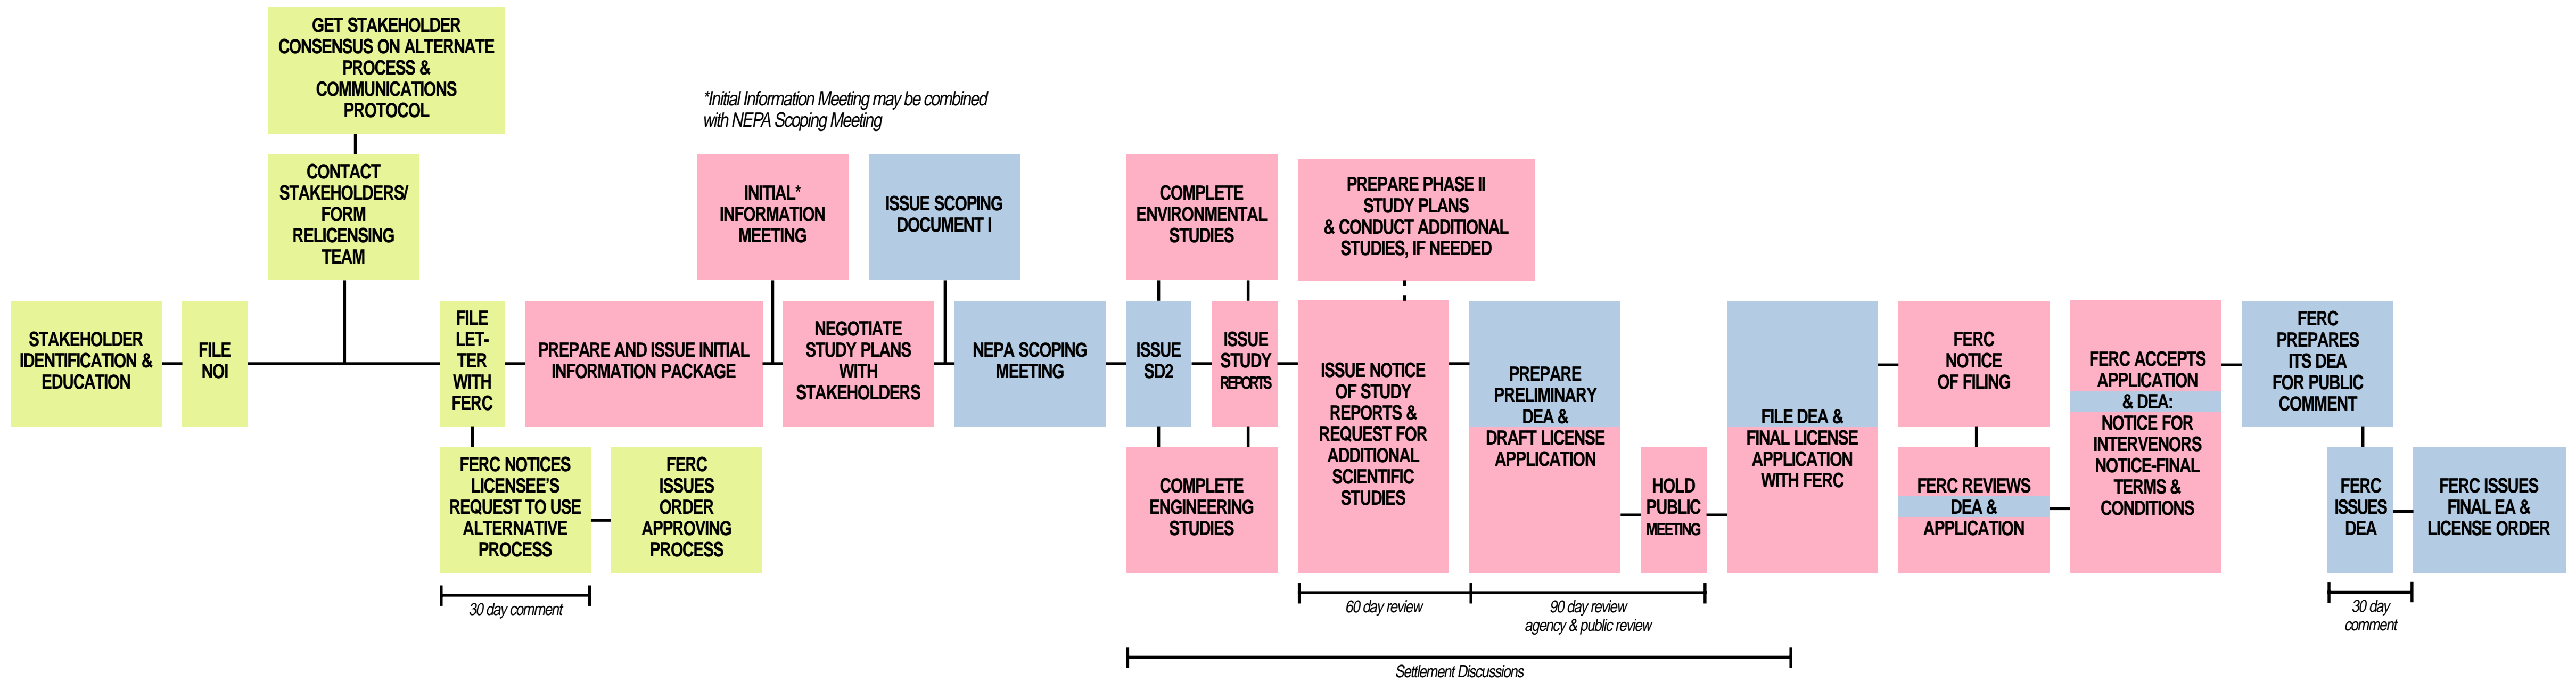 GET STAKEHOLDER
CONSENSUS ON ALTERNATE
PROCESS &
COMMUNICATIONS
PROTOCOL
*Initial Information Meeting may be combined
with NEPA Scoping Meeting
CONTACT
STAKEHOLDERS/
FORM
RELICENSING
TEAM
INITIAL*
INFORMATION
MEETING
ISSUE SCOPING
DOCUMENT I
COMPLETE
ENVIRONMENTAL
STUDIES
PREPARE PHASE II
STUDY PLANS
& CONDUCT ADDITIONAL
STUDIES, IF NEEDED
STAKEHOLDER
IDENTIFICATION &
EDUCATION
FILE
NOI
FILE
LET-
TER
WITH
FERC
PREPARE AND ISSUE INITIAL
INFORMATION PACKAGE
NEGOTIATE
STUDY PLANS
WITH
STAKEHOLDERS
NEPA SCOPING
MEETING
ISSUE
SD2
ISSUE
STUDY
REPORTS
ISSUE NOTICE
OF STUDY
REPORTS &
REQUEST FOR
ADDITIONAL
SCIENTIFIC
STUDIES
PREPARE
PRELIMINARY
DEA &
DRAFT LICENSE
APPLICATION
HOLD
PUBLIC
MEETING
FILE DEA &
FINAL LICENSE
APPLICATION
WITH FERC
FERC
NOTICE
OF FILING
FERC REVIEWS
DEA &
APPLICATION
FERC ACCEPTS
APPLICATION
& DEA:
NOTICE FOR
INTERVENORS
NOTICE-FINAL
TERMS &
CONDITIONS
FERC
PREPARES
ITS DEA
FOR PUBLIC
COMMENT
FERC
ISSUES
DEA
FERC ISSUES
FINAL EA &
LICENSE ORDER
FERC NOTICES
LICENSEE’S
REQUEST TO USE
ALTERNATIVE
PROCESS
FERC
ISSUES
ORDER
APPROVING
PROCESS
COMPLETE
ENGINEERING
STUDIES
30 day comment
60 day review
90 day review
agency & public review
30 day
comment
Settlement Discussions